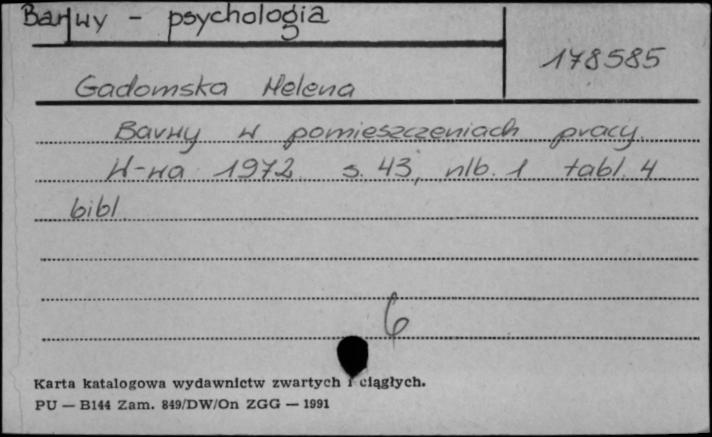 Barwy - psychologia
178585
Gadomska Helena
Barwy w pomieszczeniach pracy.
W-wa 1972 s. 43, nlb. 1 tabl. 4
bibl
6
Karta katalogowa wydawnictw zwartych i ciągłych.
PU — B144 Zam. 849/DW/On ZGG — 1991